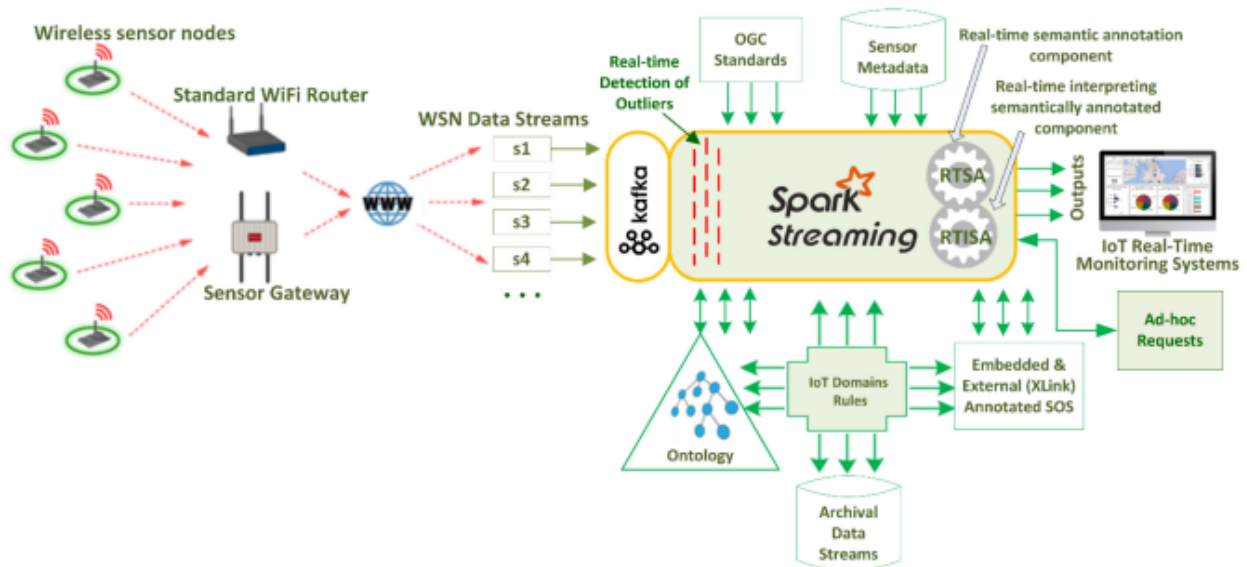 Wireless sensor nodes
Standard WiFi Router
Sensor Gateway
WWW
WSN Data Streams
s1
s2
s3
s4
• • •
kafka
Real-time
Detection of
Outliers
OGC
Standards
Sensor
Metadata
Real-time semantic annotation
component
Real-time interpreting
semantically annotated
component
Spark
Streaming
RTSA
RTISA
Outputs
IoT Real-Time
Monitoring Systems
Ad-hoc
Requests
Ontology
IoT Domains
Rules
Embedded &
External (XLink)
Annotated SOS
Archival
Data
Streams